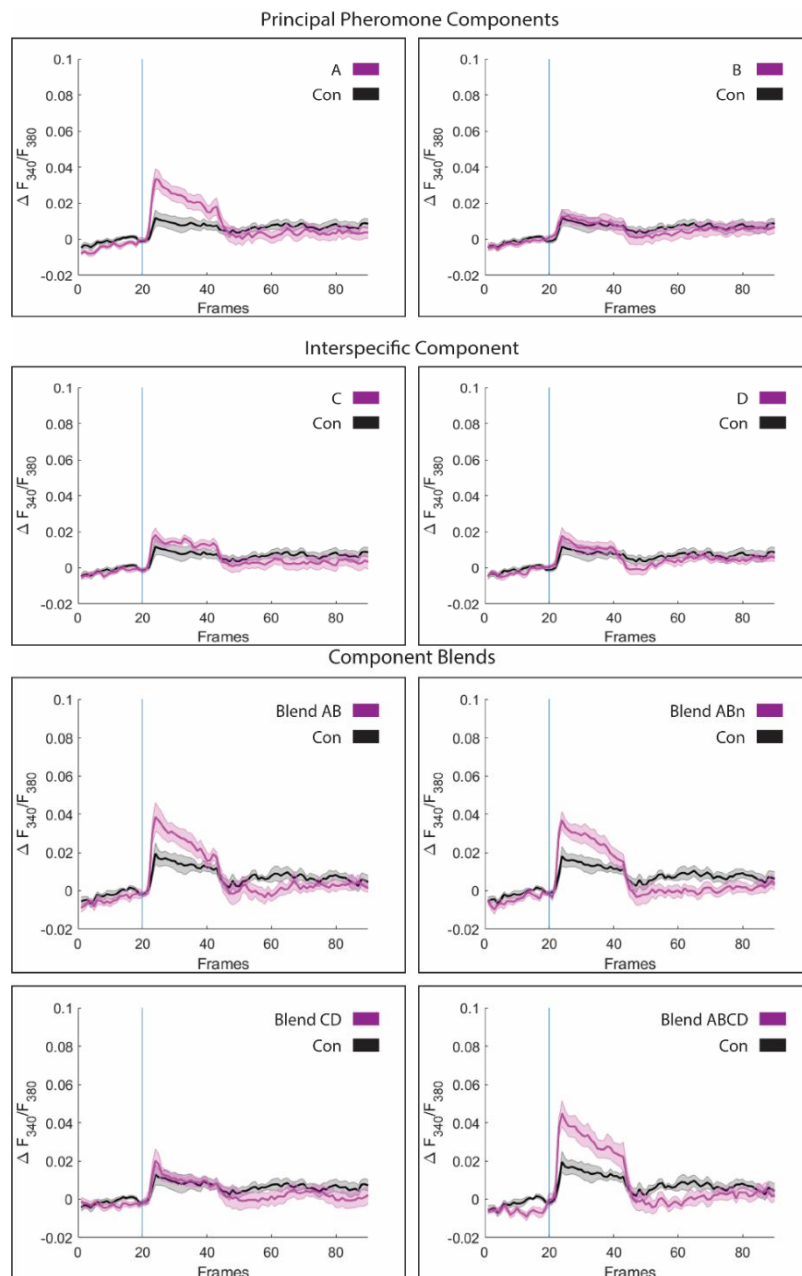 Principal Pheromone Components
0.1
0.08
0.06
0.04
0.02
0
-0.02
Δ F340/F380
A
Con
0 20 40 60 80
Frames
0.1
0.08
0.06
0.04
0.02
0
-0.02
Δ F340/F380
B
Con
0 20 40 60 80
Frames
Interspecific Component
0.1
0.08
0.06
0.04
0.02
0
-0.02
Δ F340/F380
C
Con
0 20 40 60 80
Frames
0.1
0.08
0.06
0.04
0.02
0
-0.02
Δ F340/F380
D
Con
0 20 40 60 80
Frames
Component Blends
0.1
0.08
0.06
0.04
0.02
0
-0.02
Δ F340/F380
Blend AB
Con
0 20 40 60 80
Frames
0.1
0.08
0.06
0.04
0.02
0
-0.02
Δ F340/F380
Blend ABn
Con
0 20 40 60 80
Frames
0.1
0.08
0.06
0.04
0.02
0
-0.02
Δ F340/F380
Blend CD
Con
0 20 40 60 80
Frames
0.1
0.08
0.06
0.04
0.02
0
-0.02
Δ F340/F380
Blend ABCD
Con
0 20 40 60 80
Frames